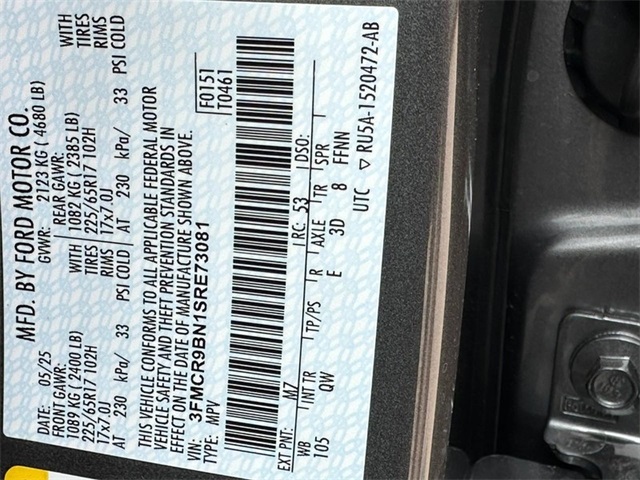 MFD. BY FORD MOTOR CO.
DATE: 05/25 GVWR: 2123 KG ( 4680 LB)
FRONT GAWR: REAR GAWR: WITH
1089 KG ( 2400 LB) 1082 KG ( 2385 LB) TIRES
225/65R17 102H TIRES 225/65R17 102H RIMS
17x7.0J RIMS 17x7.0J
AT 230 kPa/ 33 PSI COLD AT 230 kPa/ 33 PSI COLD
THIS VEHICLE CONFORMS TO ALL APPLICABLE FEDERAL MOTOR
VEHICLE SAFETY AND THEFT PREVENTION STANDARDS IN
EFFECT ON THE DATE OF MANUFACTURE SHOWN ABOVE.
VIN: 3FMCR9BN1SRE73081 F0151
TYPE: MPV T0461
EXT PNT: M7 RC: 53 DSO:
WB INT TR TP/PS R AXLE TR SPR
105 QW E 3D 8 FFNN
UTC ▽ RU5A-1520472-AB